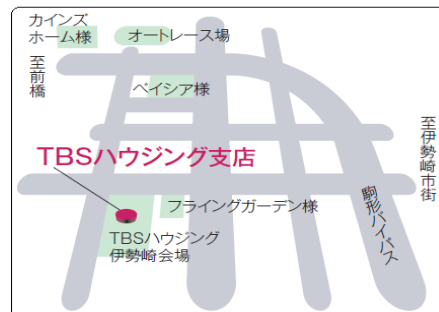 カインズ
ホーム様
オートレース場
至前橋
ベイシア様
至伊勢崎市街
TBSハウジング支店
フライングガーデン様
駒形バイパス
TBSハウジング
伊勢崎会場